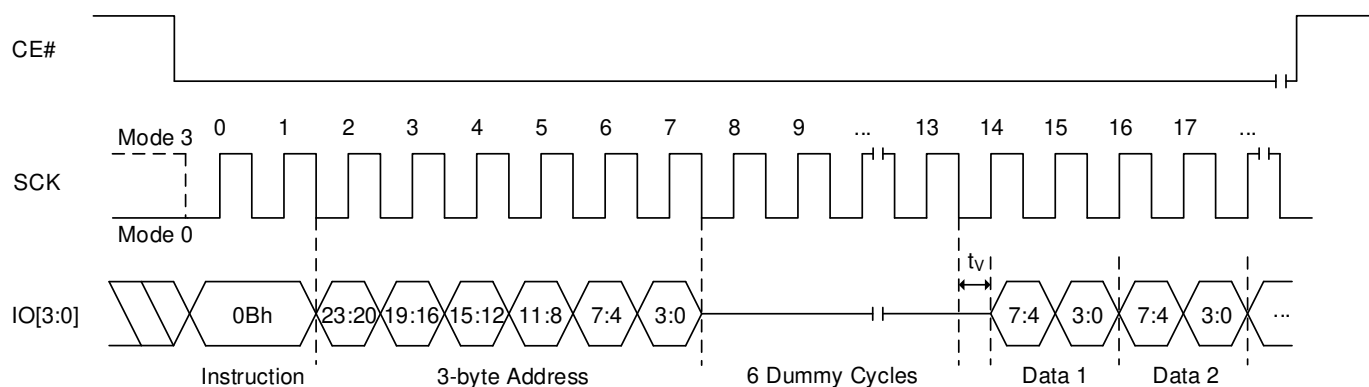 CE#
0 1 2 3 4 5 6 7 8 9 ... 13 14 15 16 17 ...
Mode 3
SCK
Mode 0
tV
IO[3:0] 0Bh 23:20 19:16 15:12 11:8 7:4 3:0 7:4 3:0 7:4 3:0 ...
Instruction 3-byte Address 6 Dummy Cycles Data 1 Data 2